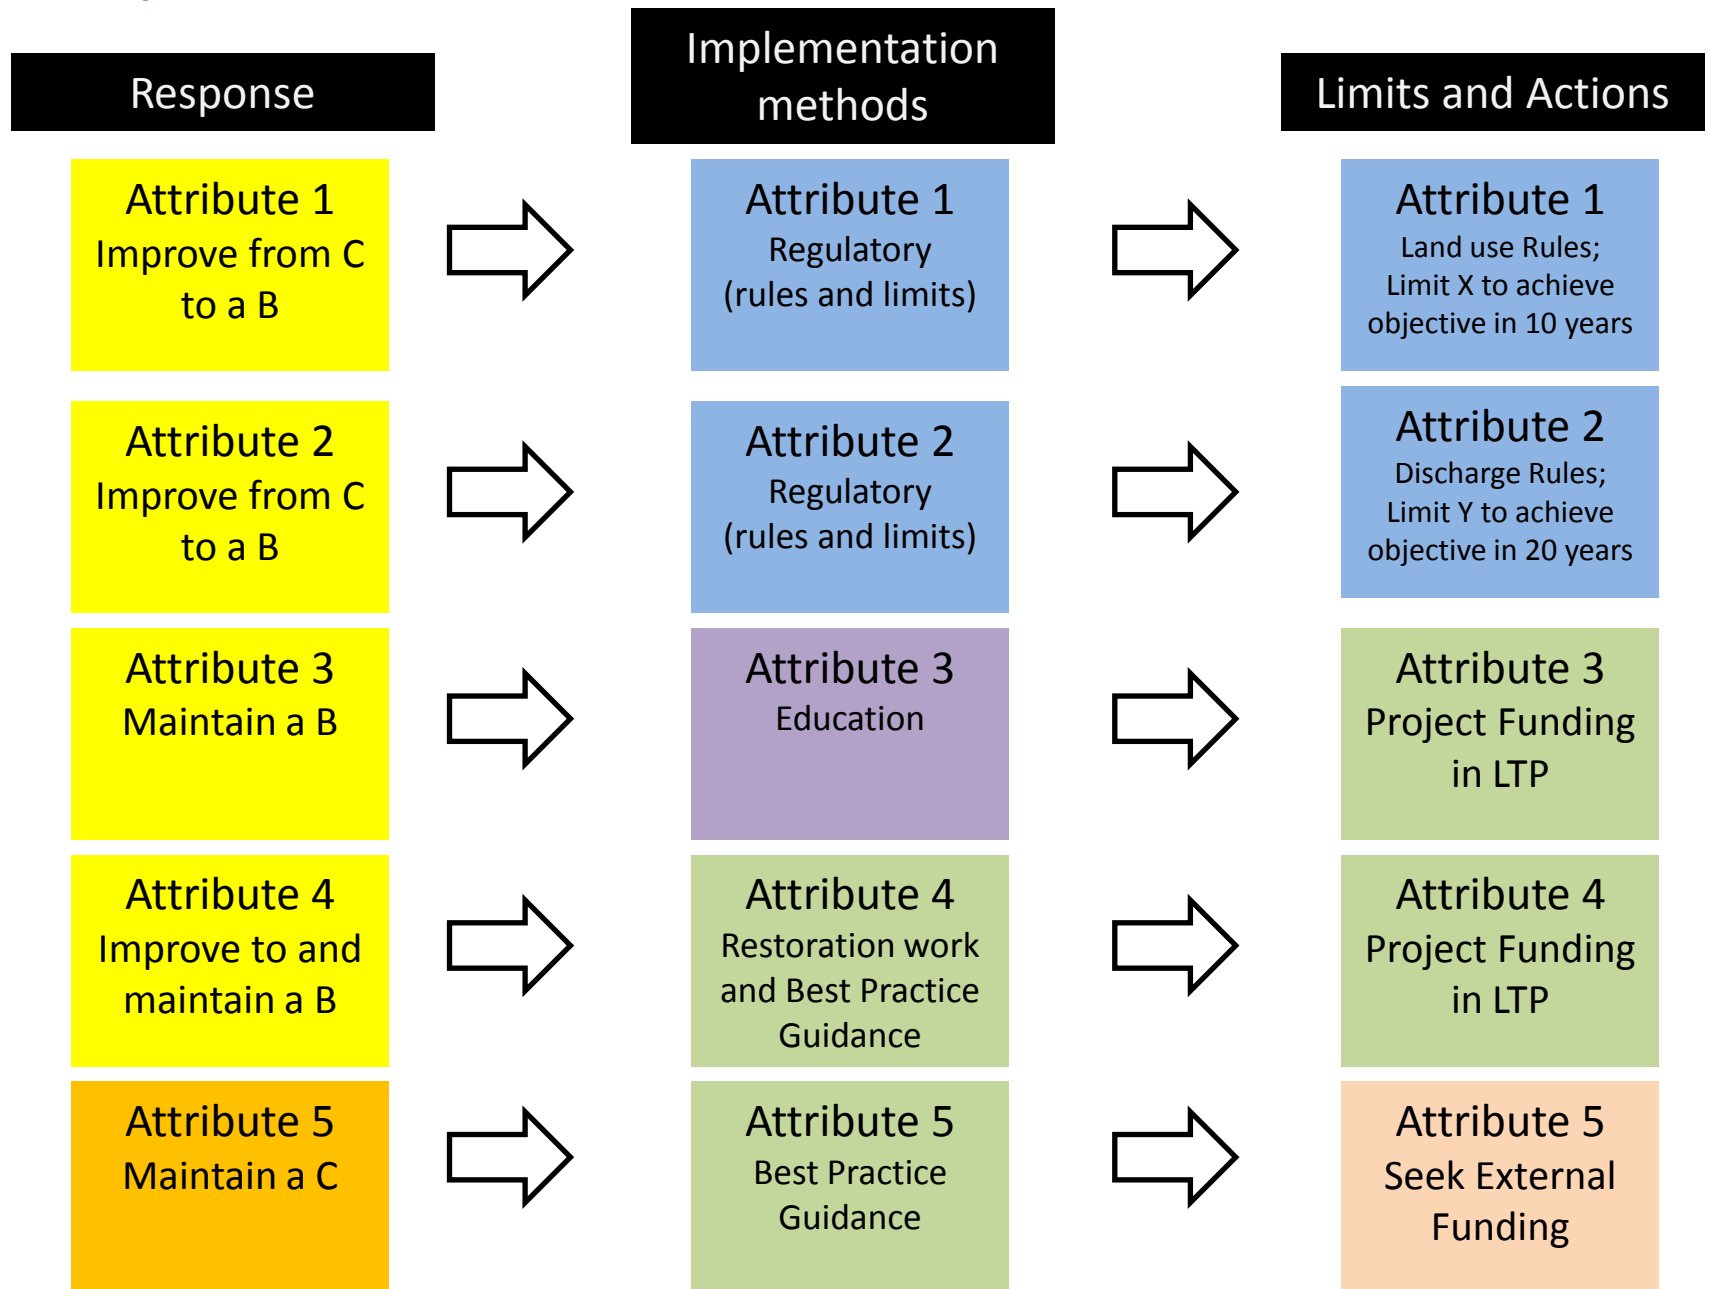 Response
Implementation
methods
Limits and Actions
Attribute 1
Improve from C
to a B
Attribute 1
Regulatory
(rules and limits)
Attribute 1
Land use Rules;
Limit X to achieve
objective in 10 years
Attribute 2
Improve from C
to a B
Attribute 2
Regulatory
(rules and limits)
Attribute 2
Discharge Rules;
Limit Y to achieve
objective in 20 years
Attribute 3
Maintain a B
Attribute 3
Education
Attribute 3
Project Funding
in LTP
Attribute 4
Improve to and
maintain a B
Attribute 4
Restoration work
and Best Practice
Guidance
Attribute 4
Project Funding
in LTP
Attribute 5
Maintain a C
Attribute 5
Best Practice
Guidance
Attribute 5
Seek External
Funding